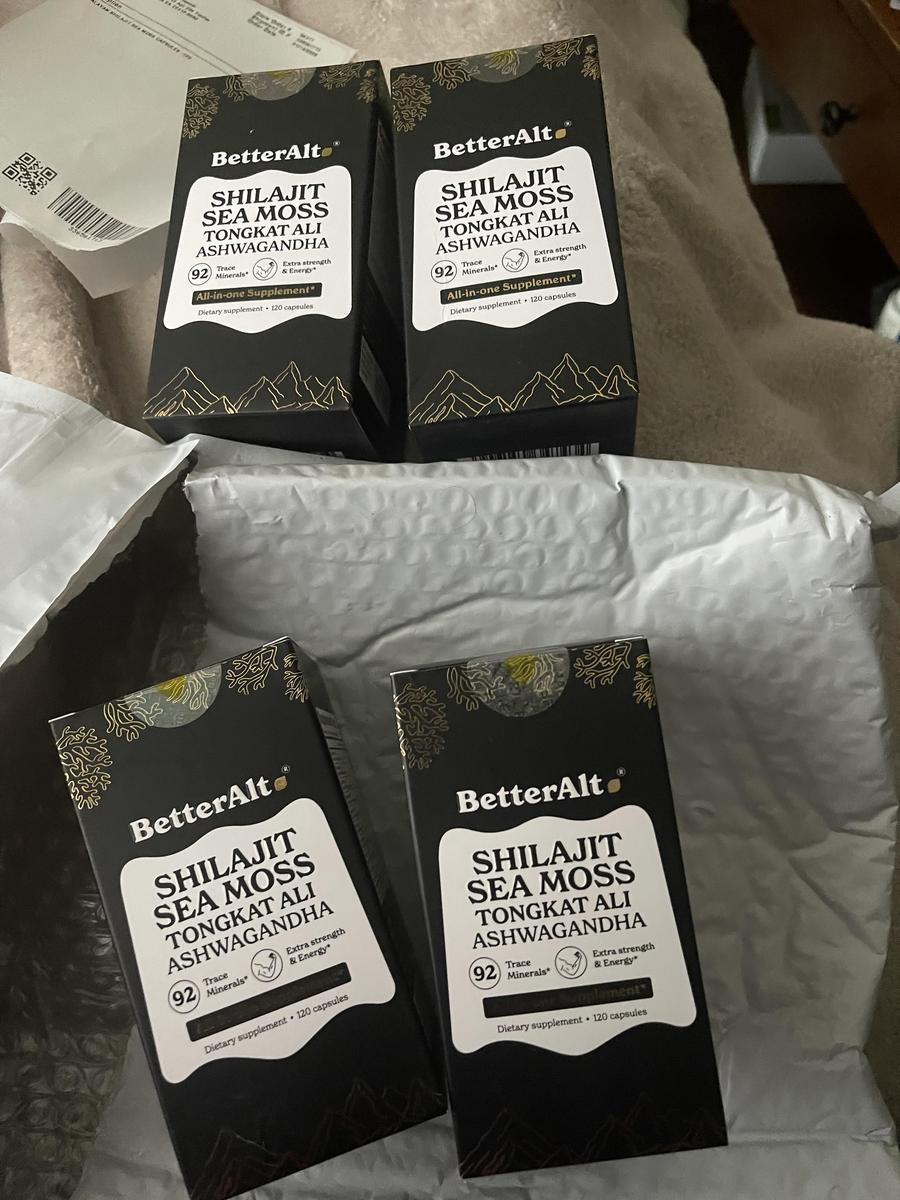 BetterAlt®
SHILAJIT
SEA MOSS
TONGKAT ALI
ASHWAGANDHA
92 Trace Minerals*
Extra strength & Energy*
All-in-one Supplement*
Dietary supplement • 120 capsules
BetterAlt®
SHILAJIT
SEA MOSS
TONGKAT ALI
ASHWAGANDHA
92 Trace Minerals*
Extra strength & Energy*
All-in-one Supplement*
Dietary supplement • 120 capsules
BetterAlt®
SHILAJIT
SEA MOSS
TONGKAT ALI
ASHWAGANDHA
92 Trace Minerals*
Extra strength & Energy*
Dietary supplement • 120 capsules
BetterAlt®
SHILAJIT
SEA MOSS
TONGKAT ALI
ASHWAGANDHA
92 Trace Minerals*
Extra strength & Energy*
Supplement*
Dietary supplement • 120 capsules